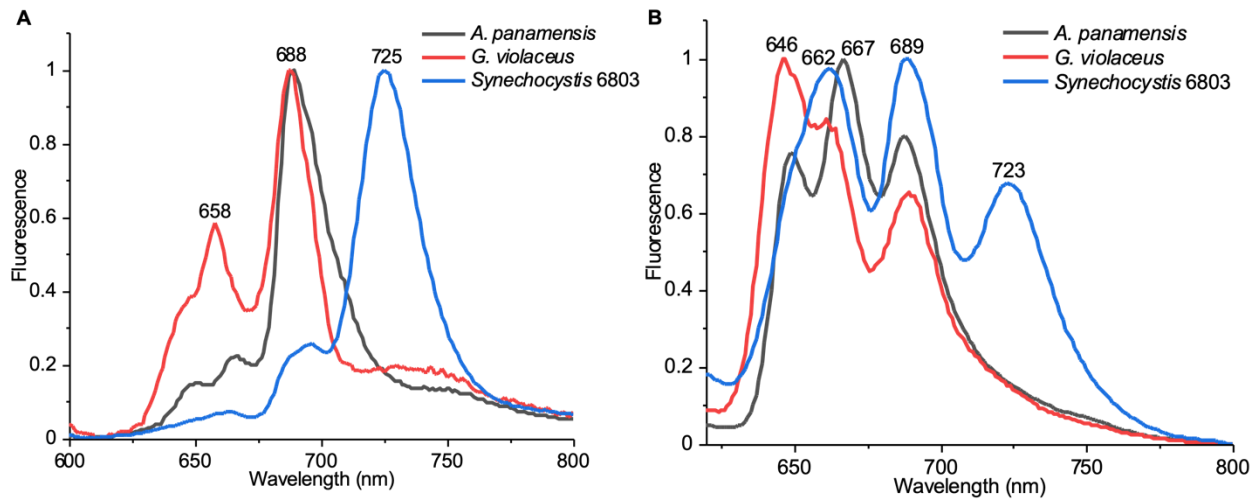 A
A. panamensis
G. violaceus
Synechocystis 6803
688
725
658
1
0.8
0.6
0.4
0.2
0
Fluorescence
600
650
700
750
800
Wavelength (nm)
B
A. panamensis
G. violaceus
Synechocystis 6803
646
662
667
689
723
1
0.8
0.6
0.4
0.2
0
Fluorescence
650
700
750
800
Wavelength (nm)